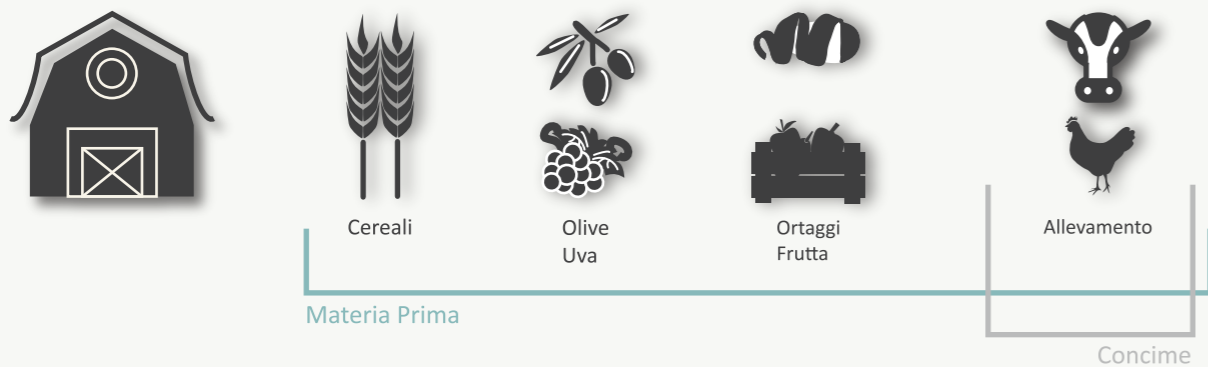 Cereali
Olive
Uva
Ortaggi
Frutta
Allevamento
Materia Prima
Concime